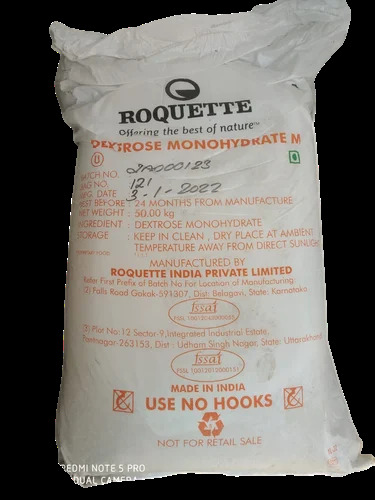 ROQUETTE
Offering the best of nature™
DEXTROSE MONOHYDRATE M
U
BATCH NO. 2A000123
BAG NO. 121
MFG. DATE 3-1-2022
BEST BEFORE : 24 MONTHS FROM MANUFACTURE
NET WEIGHT : 50.00 kg
INGREDIENT : DEXTROSE MONOHYDRATE
STORAGE : KEEP IN CLEAN, DRY PLACE AT AMBIENT
TEMPERATURE AWAY FROM DIRECT SUNLIGHT
MANUFACTURED BY
ROQUETTE INDIA PRIVATE LIMITED
Refer First Prefix of Batch No For Location of Manufacturing.
(2) Falls Road Gokak-591307, Dist: Belagavi, State: Karnataka
fssai
(3) Plot No:12 Sector-9,Integrated Industrial Estate,
Pantnagar-263153, Dist : Udham Singh Nagar, State: Uttarakhand
fssai
MADE IN INDIA
USE NO HOOKS
NOT FOR RETAIL SALE
REDMI NOTE 5 PRO
DUAL CAMERA